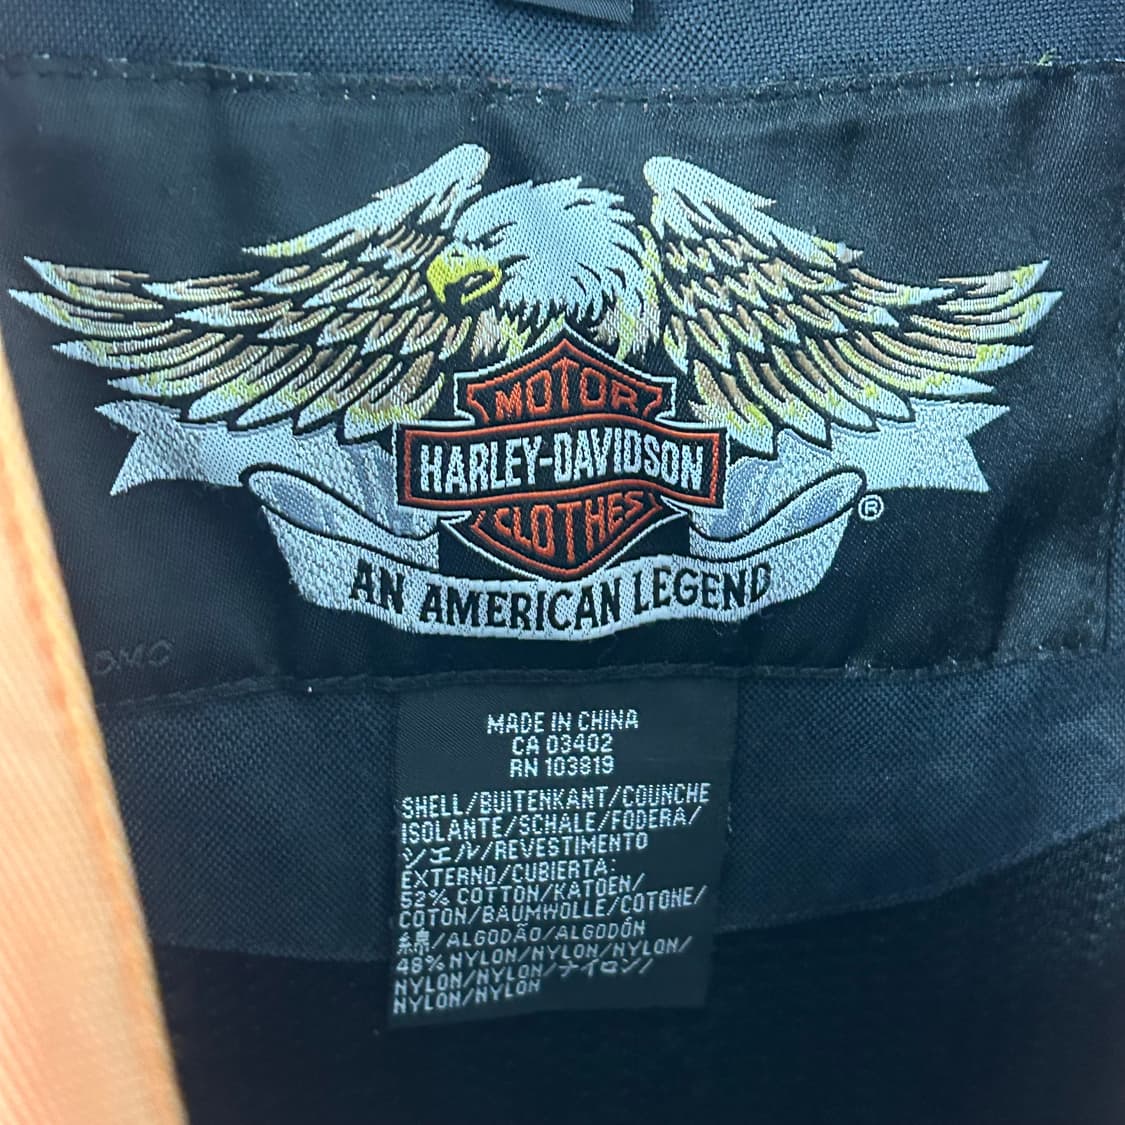 MOTOR
HARLEY-DAVIDSON
CLOTHES
®
AN AMERICAN LEGEND
MADE IN CHINA
CA 03402
RN 103819
SHELL/BUITENKANT/COUNCHE
ISOLANTE/SCHALE/FODERA/
シェル/REVESTIMENTO
EXTERNO/CUBIERTA:
52% COTTON/KATOEN/
COTON/BAUMWOLLE/COTONE/
綿/ALGODÃO/ALGODÓN
48% NYLON/NYLON/NYLON/
NYLON/NYLON/ナイロン/
NYLON/NYLON